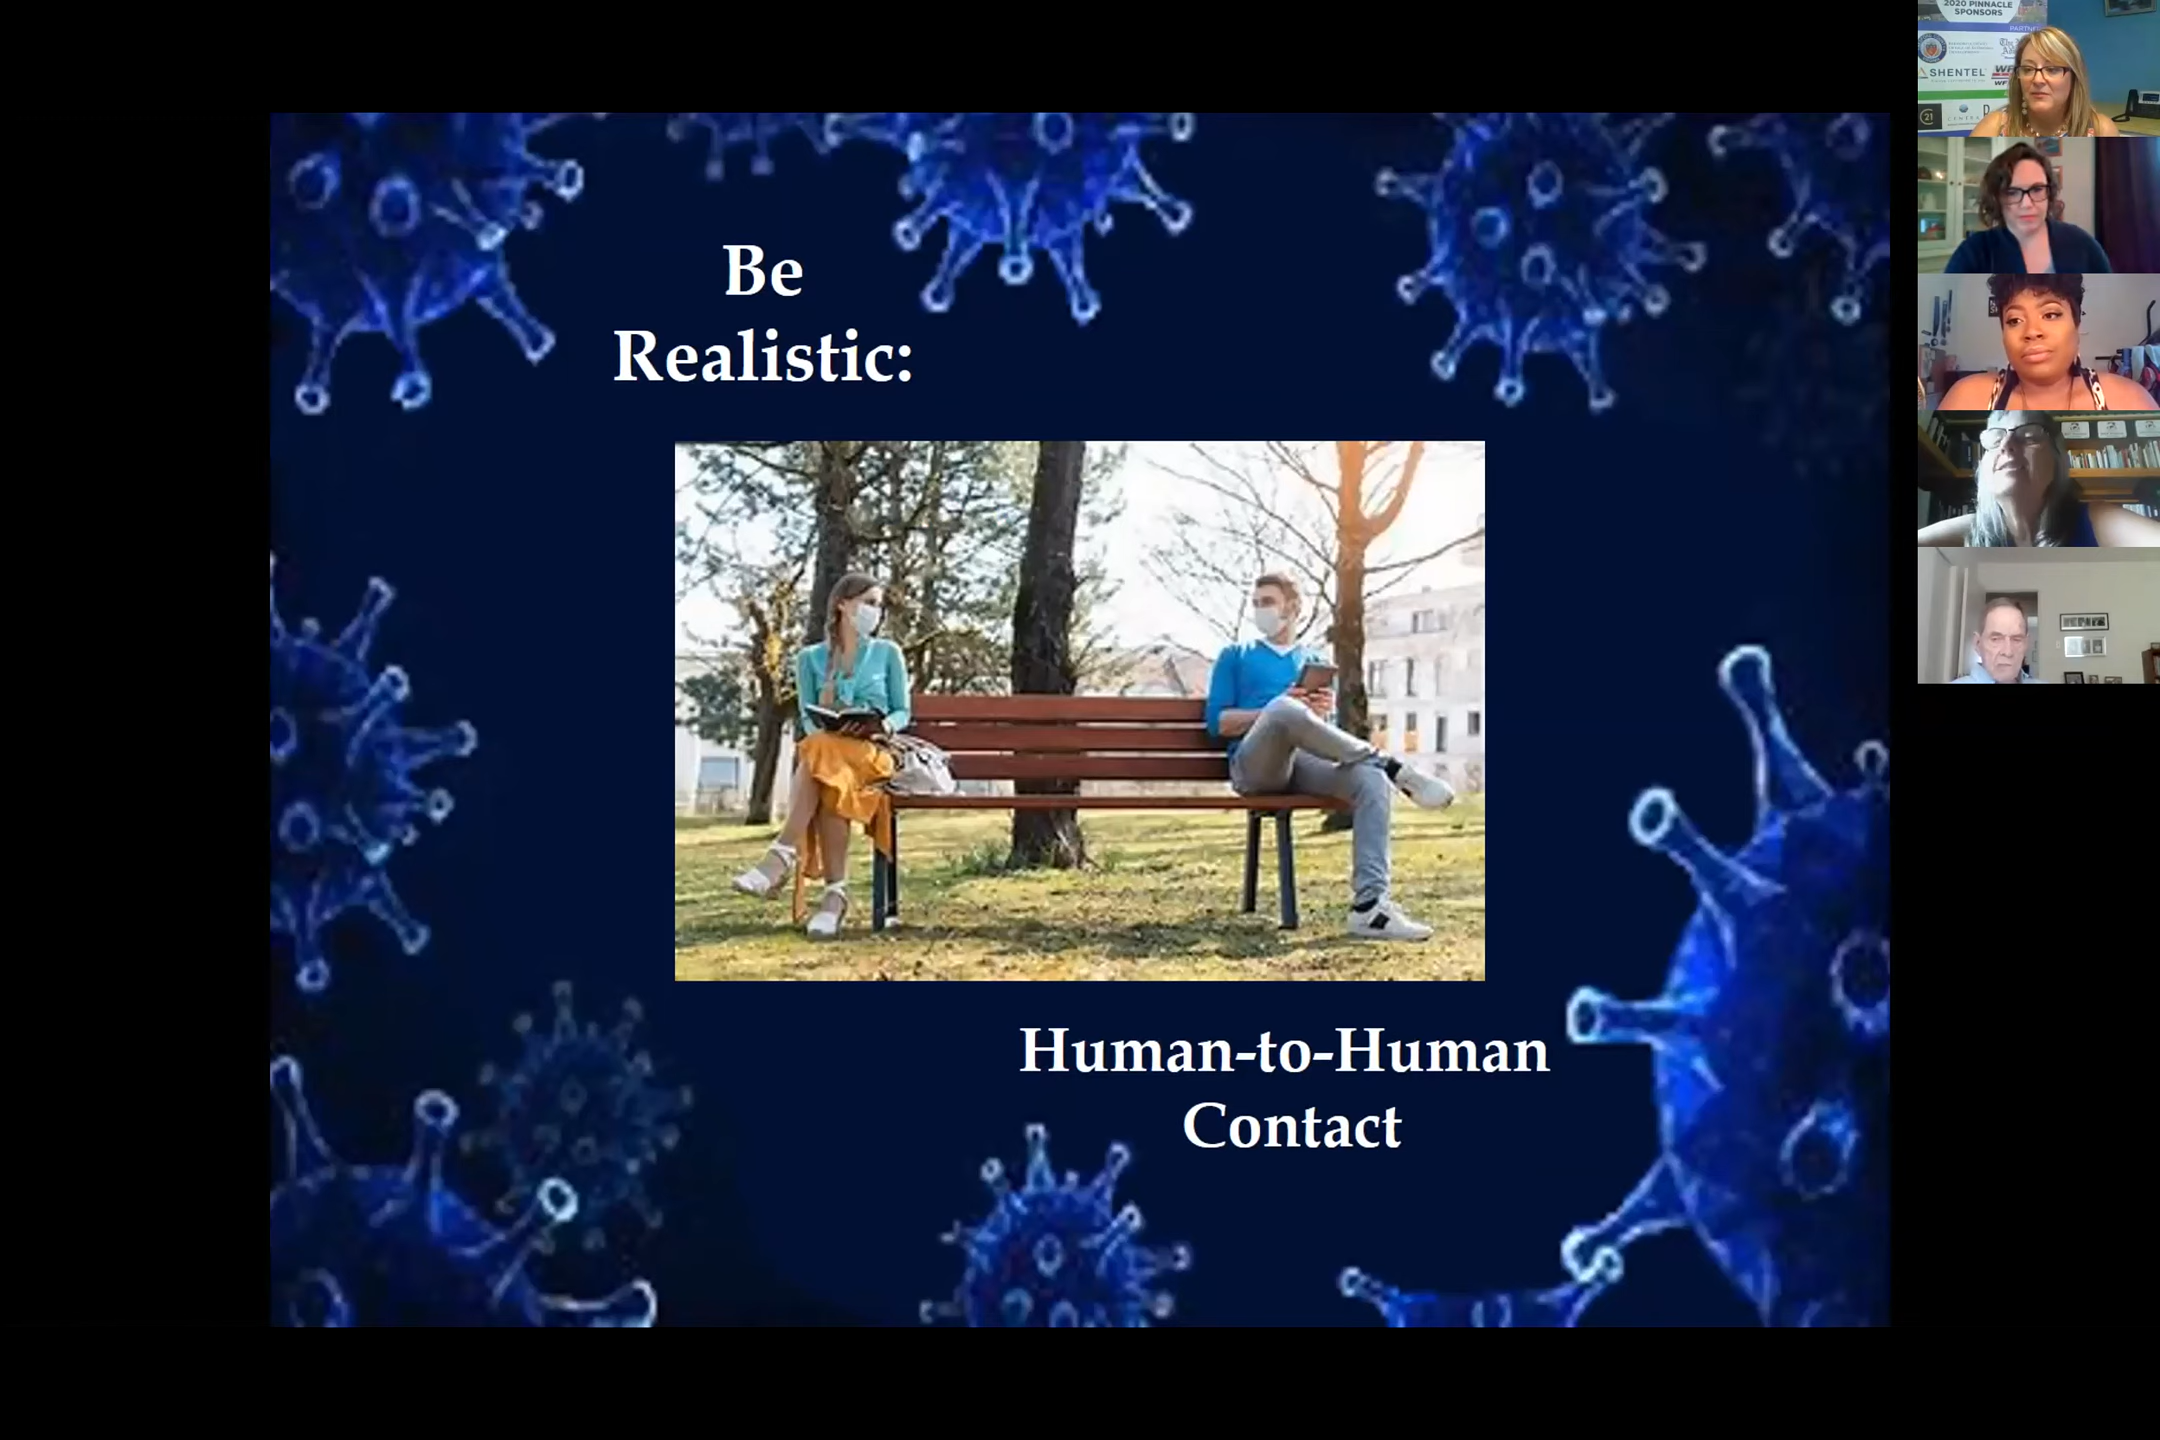 Be
Realistic:
Human-to-Human
Contact
2020 PINNACLE
SPONSORS
SHENTEL